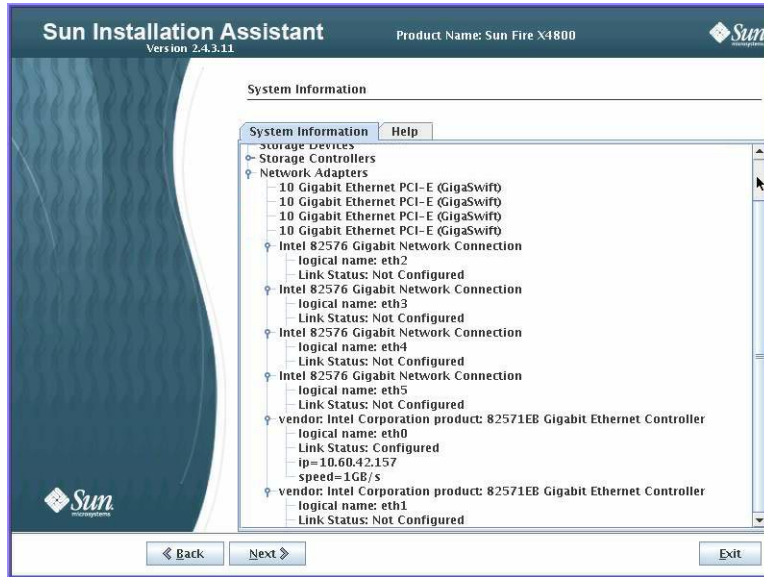 Sun Installation Assistant
Version 2.4.3.11
Product Name: Sun Fire X4800
Sun
microsystems
System Information
System Information
Help
Storage Devices
Storage Controllers
Network Adapters
10 Gigabit Ethernet PCI-E (GigaSwift)
10 Gigabit Ethernet PCI-E (GigaSwift)
10 Gigabit Ethernet PCI-E (GigaSwift)
10 Gigabit Ethernet PCI-E (GigaSwift)
Intel 82576 Gigabit Network Connection
logical name: eth2
Link Status: Not Configured
Intel 82576 Gigabit Network Connection
logical name: eth3
Link Status: Not Configured
Intel 82576 Gigabit Network Connection
logical name: eth4
Link Status: Not Configured
Intel 82576 Gigabit Network Connection
logical name: eth5
Link Status: Not Configured
vendor: Intel Corporation product: 82571EB Gigabit Ethernet Controller
logical name: eth0
Link Status: Configured
ip=10.60.42.157
speed=1GB/s
vendor: Intel Corporation product: 82571EB Gigabit Ethernet Controller
logical name: eth1
Link Status: Not Configured
Sun
microsystems
Back
Next
Exit